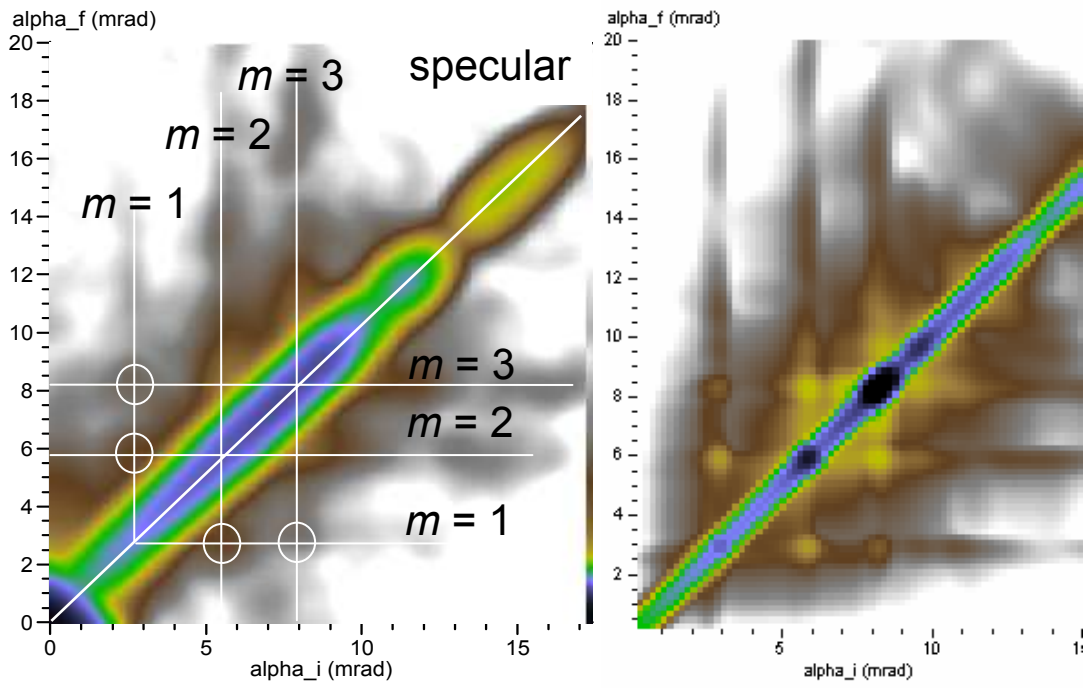 alpha_f (mrad)
20
18
16
14
12
10
8
6
4
2
0
0
5
10
15
alpha_i (mrad)
specular
m = 3
m = 2
m = 1
m = 3
m = 2
m = 1
alpha_f (mrad)
20
18
16
14
12
10
8
6
4
2
5
10
15
alpha_i (mrad)